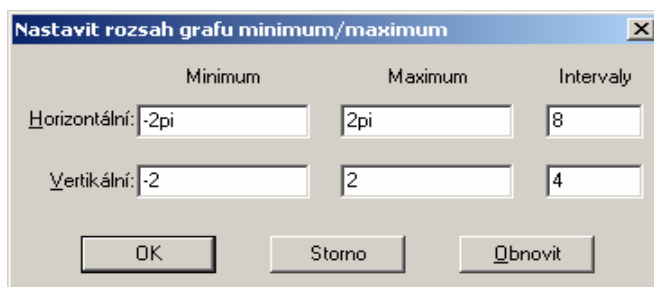 Nastavit rozsah grafu minimum/maximum
Minimum Maximum Intervaly
Horizontální: -2pi 2pi 8
Vertikální: -2 2 4
OK Storno Obnovit